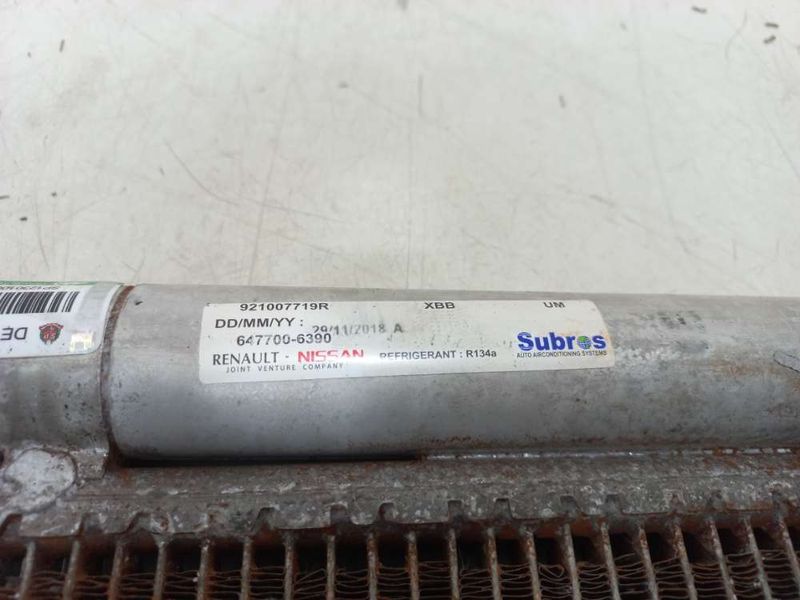 921007719R XBB UM
DD/MM/YY : 29/11/2018 A
647700-6390
RENAULT - NISSAN REFRIGERANT : R134a
JOINT VENTURE COMPANY
Subros
AUTO AIRCONDITIONING SYSTEMS
DE